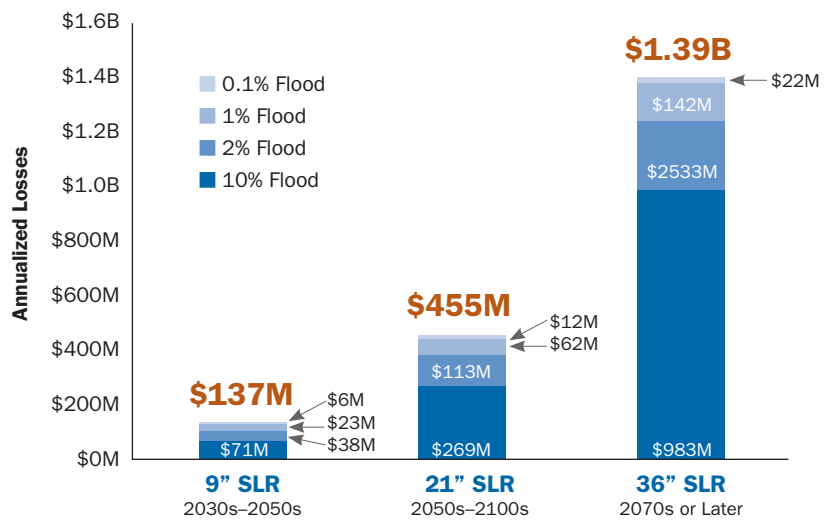 $1.6B
$1.4B
$1.2B
$1.0B
$800M
$600M
$400M
$200M
$0M
Annualized Losses
0.1% Flood
1% Flood
2% Flood
10% Flood
$137M
$6M
$23M
$38M
$71M
$455M
$12M
$62M
$113M
$269M
$1.39B
$22M
$142M
$2533M
$983M
9” SLR
2030s–2050s
21” SLR
2050s–2100s
36” SLR
2070s or Later